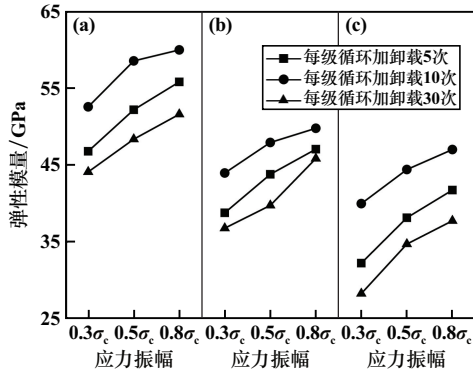 (a)
(b)
(c)
每级循环加卸载5次
每级循环加卸载10次
每级循环加卸载30次
弹性模量/GPa
65
55
45
35
25
0.3σc 0.5σc 0.8σc 0.3σc 0.5σc 0.8σc 0.3σc 0.5σc 0.8σc
应力振幅 应力振幅 应力振幅